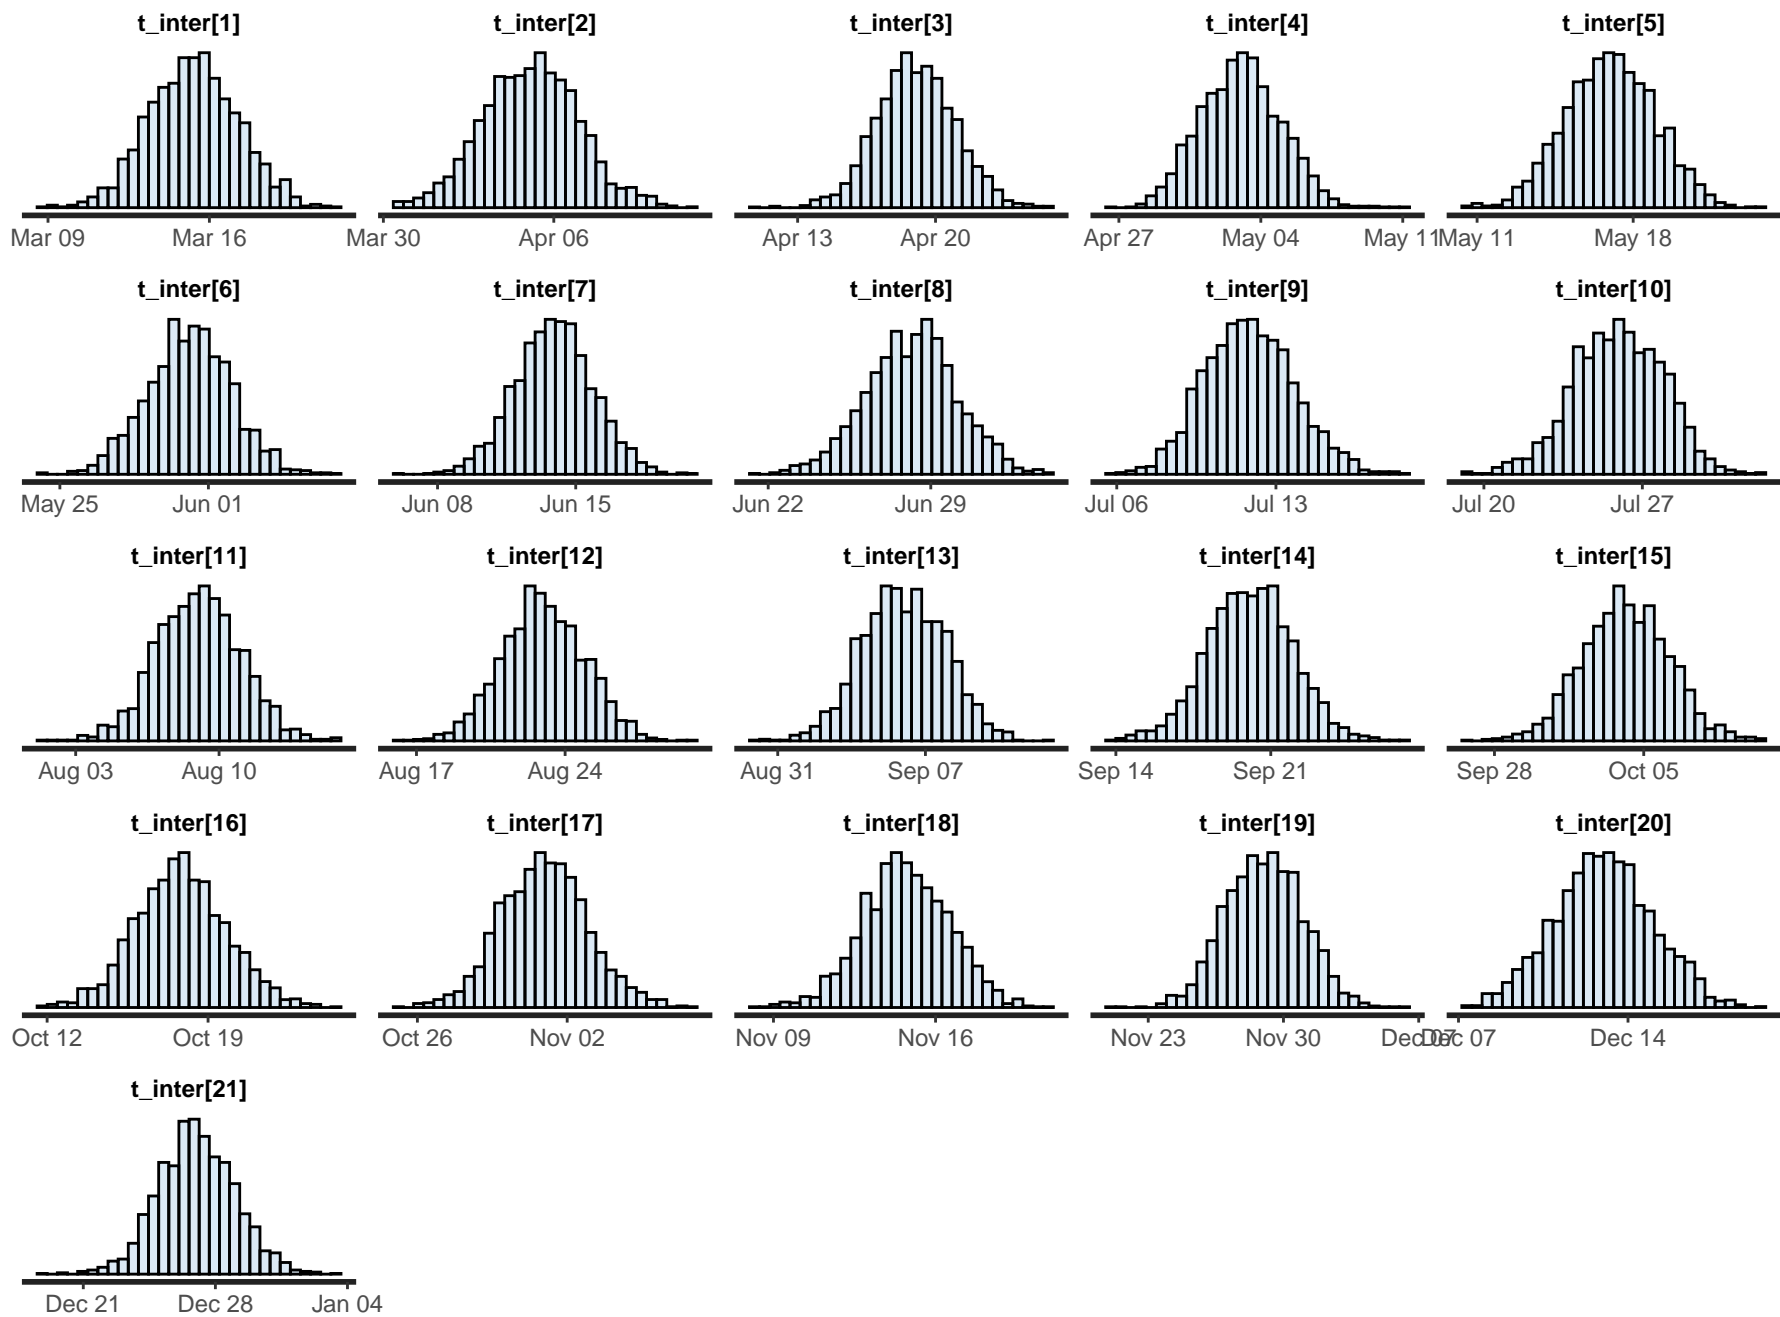 t_inter[1] t_inter[2] t_inter[3] t_inter[4] t_inter[5]
Mar 09 Mar 16 Mar 30 Apr 06 Apr 13 Apr 20 Apr 27 May 04 May 11 May 11 May 18
t_inter[6] t_inter[7] t_inter[8] t_inter[9] t_inter[10]
May 25 Jun 01 Jun 08 Jun 15 Jun 22 Jun 29 Jul 06 Jul 13 Jul 20 Jul 27
t_inter[11] t_inter[12] t_inter[13] t_inter[14] t_inter[15]
Aug 03 Aug 10 Aug 17 Aug 24 Aug 31 Sep 07 Sep 14 Sep 21 Sep 28 Oct 05
t_inter[16] t_inter[17] t_inter[18] t_inter[19] t_inter[20]
Oct 12 Oct 19 Oct 26 Nov 02 Nov 09 Nov 16 Nov 23 Nov 30 Dec 07 Dec 07 Dec 14
t_inter[21]
Dec 21 Dec 28 Jan 04